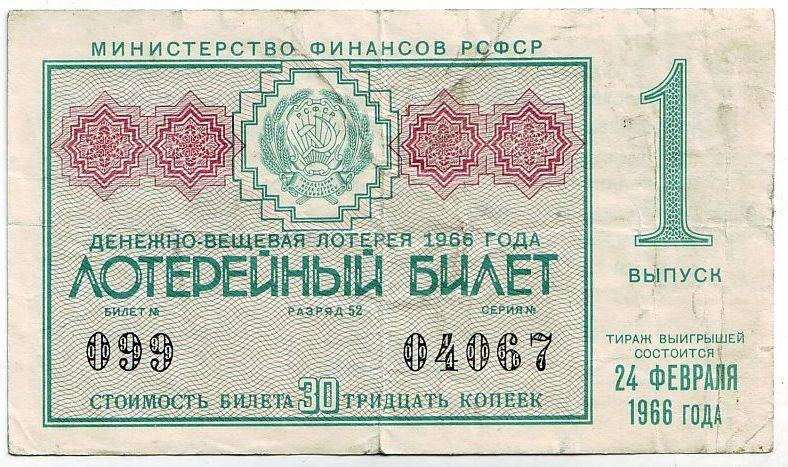 МИНИСТЕРСТВО ФИНАНСОВ РСФСР
РСФСР
ДЕНЕЖНО-ВЕЩЕВАЯ ЛОТЕРЕЯ 1966 ГОДА
ЛОТЕРЕЙНЫЙ БИЛЕТ
БИЛЕТ № РАЗРЯД 52 СЕРИЯ №
099 04067
СТОИМОСТЬ БИЛЕТА 30 ТРИДЦАТЬ КОПЕЕК
1
ВЫПУСК
ТИРАЖ ВЫИГРЫШЕЙ
СОСТОИТСЯ
24 ФЕВРАЛЯ
1966 ГОДА